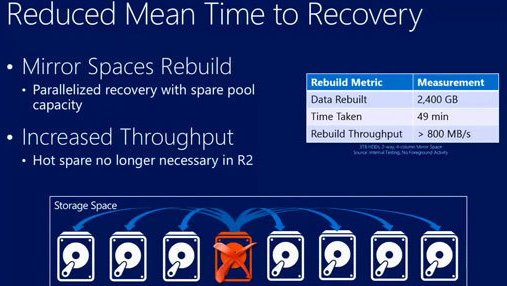 Reduced Mean Time to Recovery
• Mirror Spaces Rebuild
• Parallelized recovery with spare pool
capacity
• Increased Throughput
• Hot spare no longer necessary in R2
Rebuild Metric Measurement
Data Rebuilt 2,400 GB
Time Taken 49 min
Rebuild Throughput > 800 MB/s
3TB HDDs, 2-way, 4-column Mirror Space
Source: Internal Testing, No Foreground Activity
Storage Space